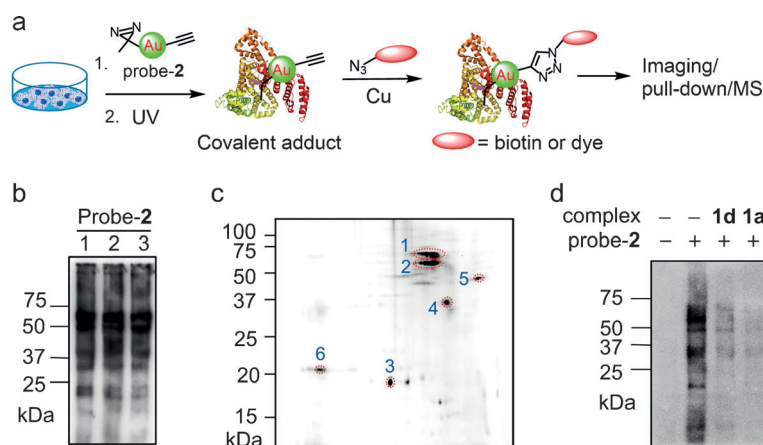 a
1.
Au
probe-2
2. UV
Au
Covalent adduct
N3
Cu
Au
N
N
N
= biotin or dye
Imaging/
pull-down/MS
b
Probe-2
1 2 3
75
50
37
25
kDa
c
100
75
50
37
25
20
15
kDa
1
2
5
4
6
3
d
complex – – 1d 1a
probe-2 – + + +
75
50
37
25
kDa